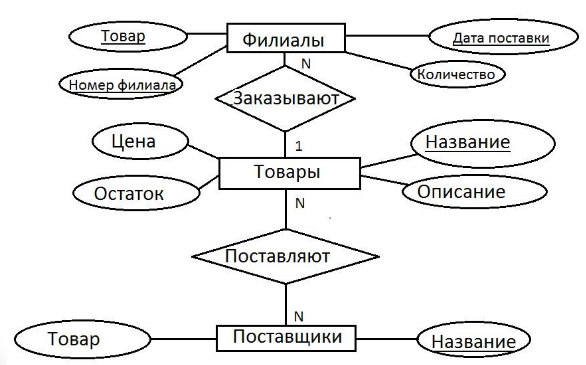 Товар
Филиалы
Дата поставки
Номер филиала
N
Количество
Заказывают
Цена
1
Название
Товары
Остаток
Описание
N
Поставляют
N
Товар
Поставщики
Название